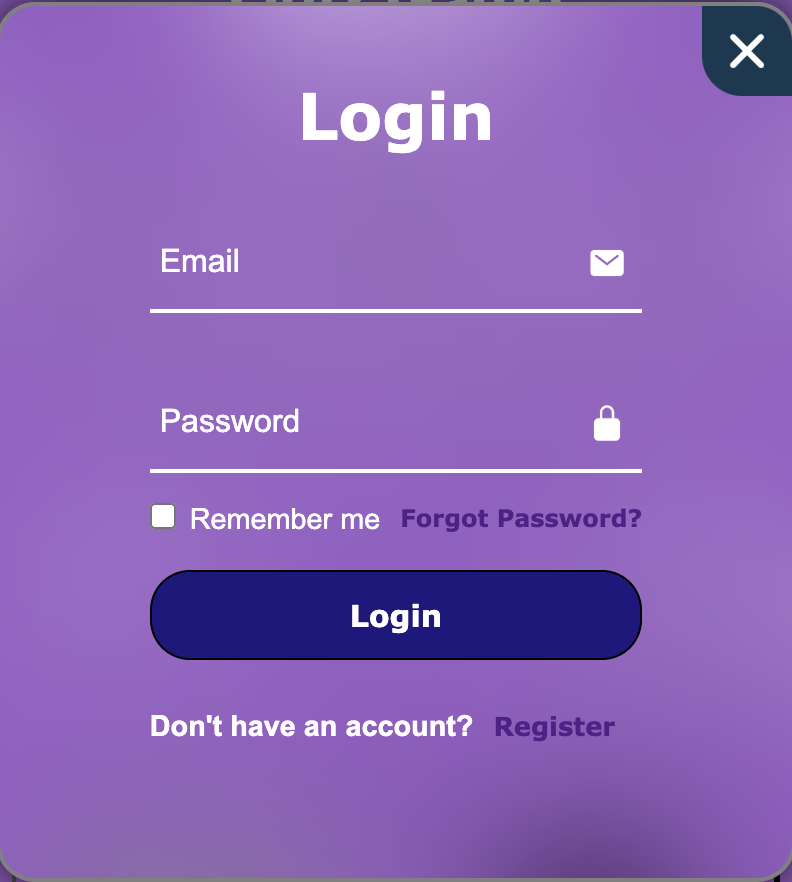 Login
Email
Password
Remember me Forgot Password?
Login
Don't have an account? Register